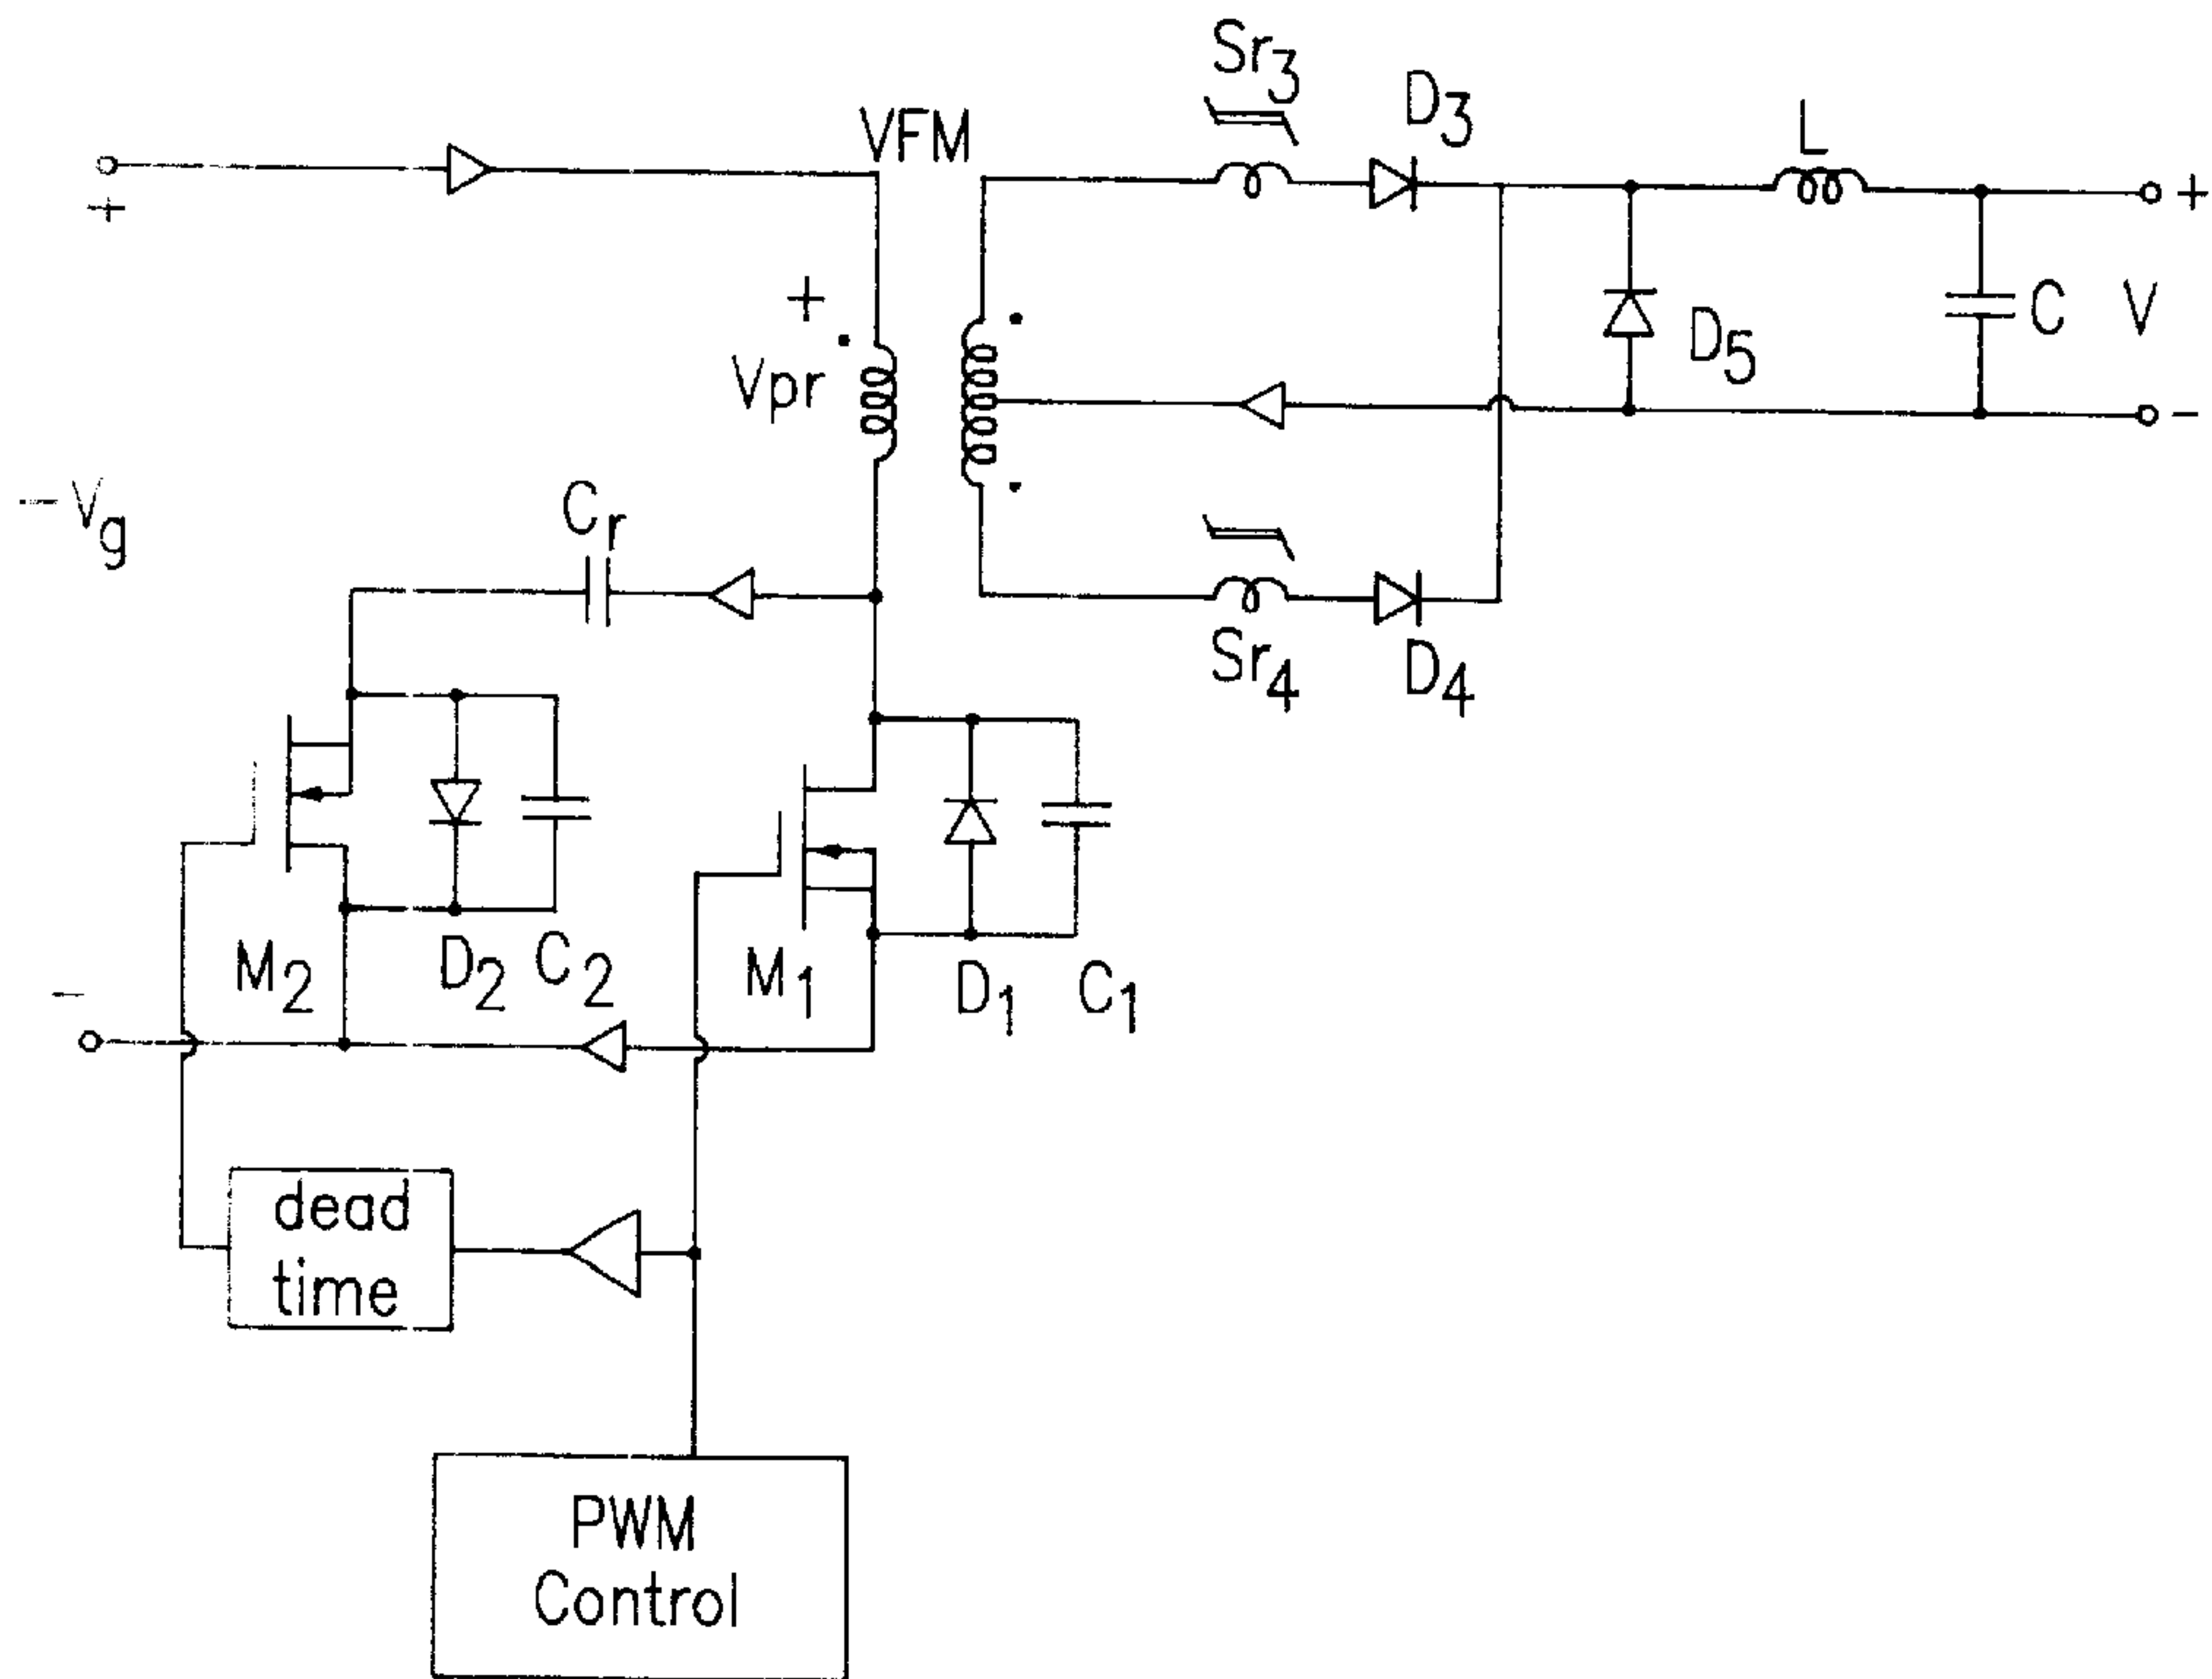 Sr3
D3
VFM
L
+
+
+
Vpr
D5
C
V
-
-Vg
Cr
Sr4
D4
M2
D2
C2
M1
D1
C1
-
dead
time
PWM
Control